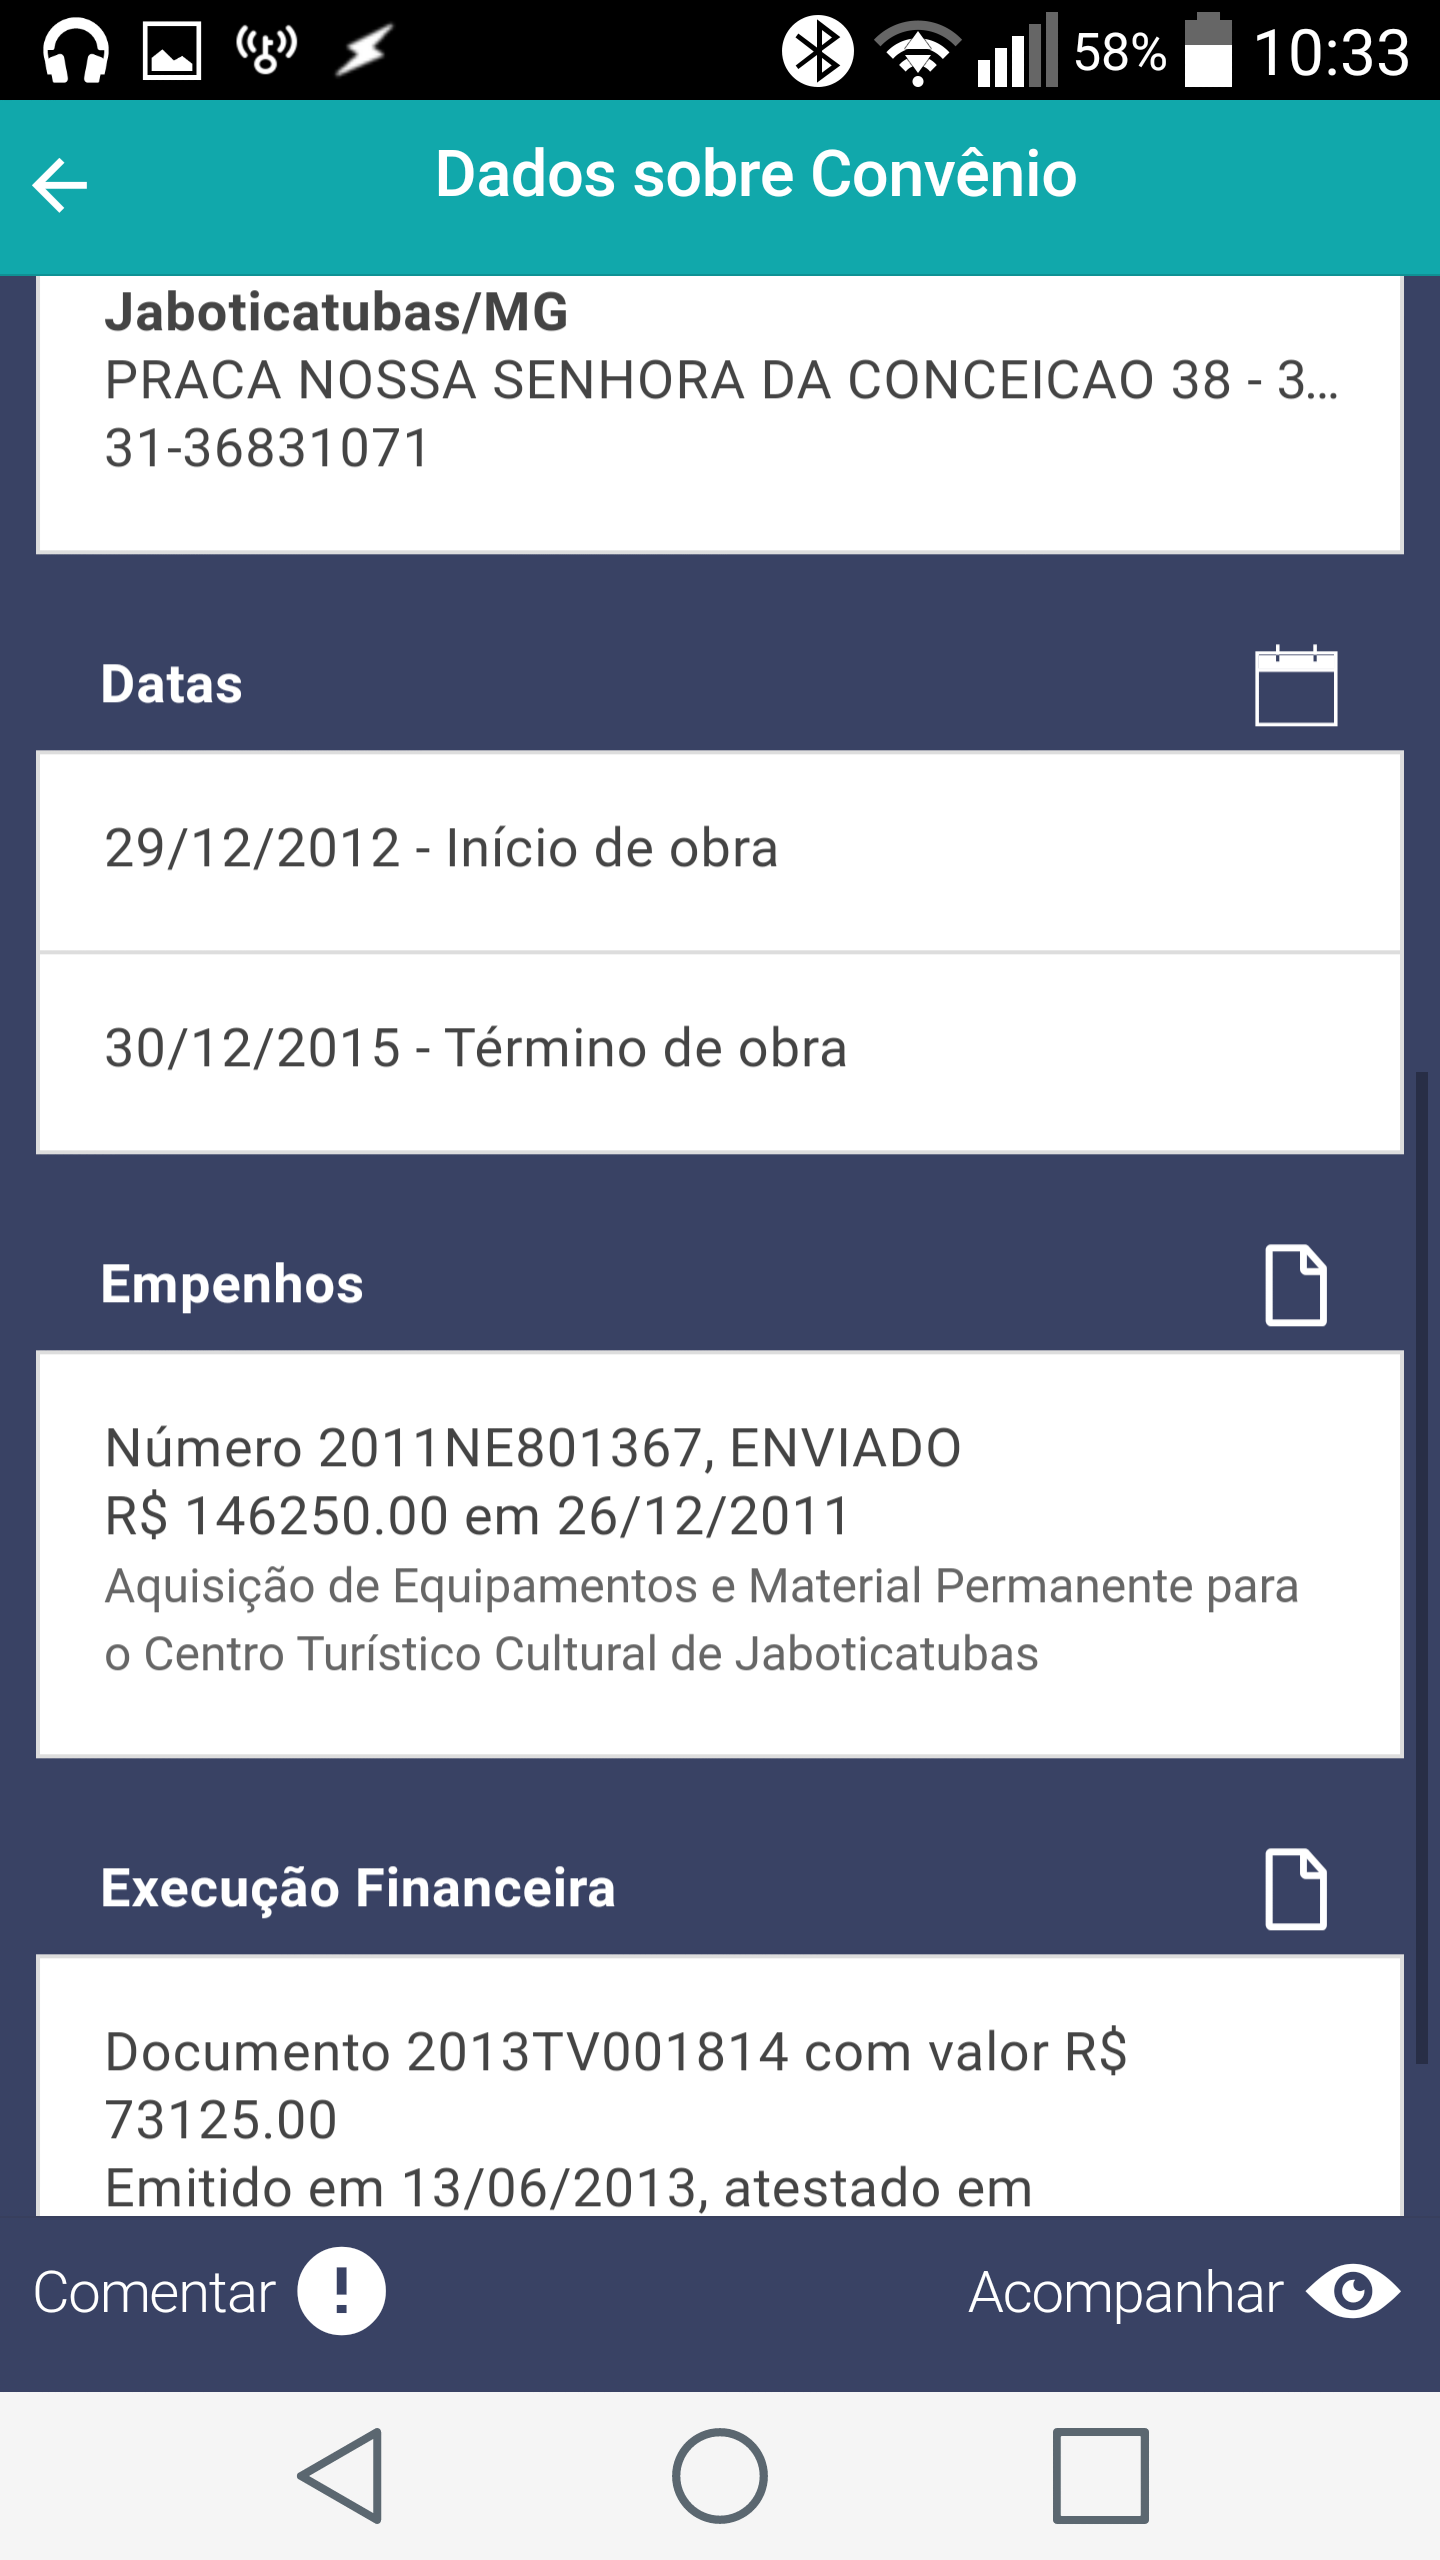 58% 10:33
Dados sobre Convênio
Jaboticatubas/MG
PRACA NOSSA SENHORA DA CONCEICAO 38 - 3...
31-36831071
Datas
29/12/2012 - Início de obra
30/12/2015 - Término de obra
Empenhos
Número 2011NE801367, ENVIADO
R$ 146250.00 em 26/12/2011
Aquisição de Equipamentos e Material Permanente para
o Centro Turístico Cultural de Jaboticatubas
Execução Financeira
Documento 2013TV001814 com valor R$
73125.00
Emitido em 13/06/2013, atestado em
Comentar
Acompanhar